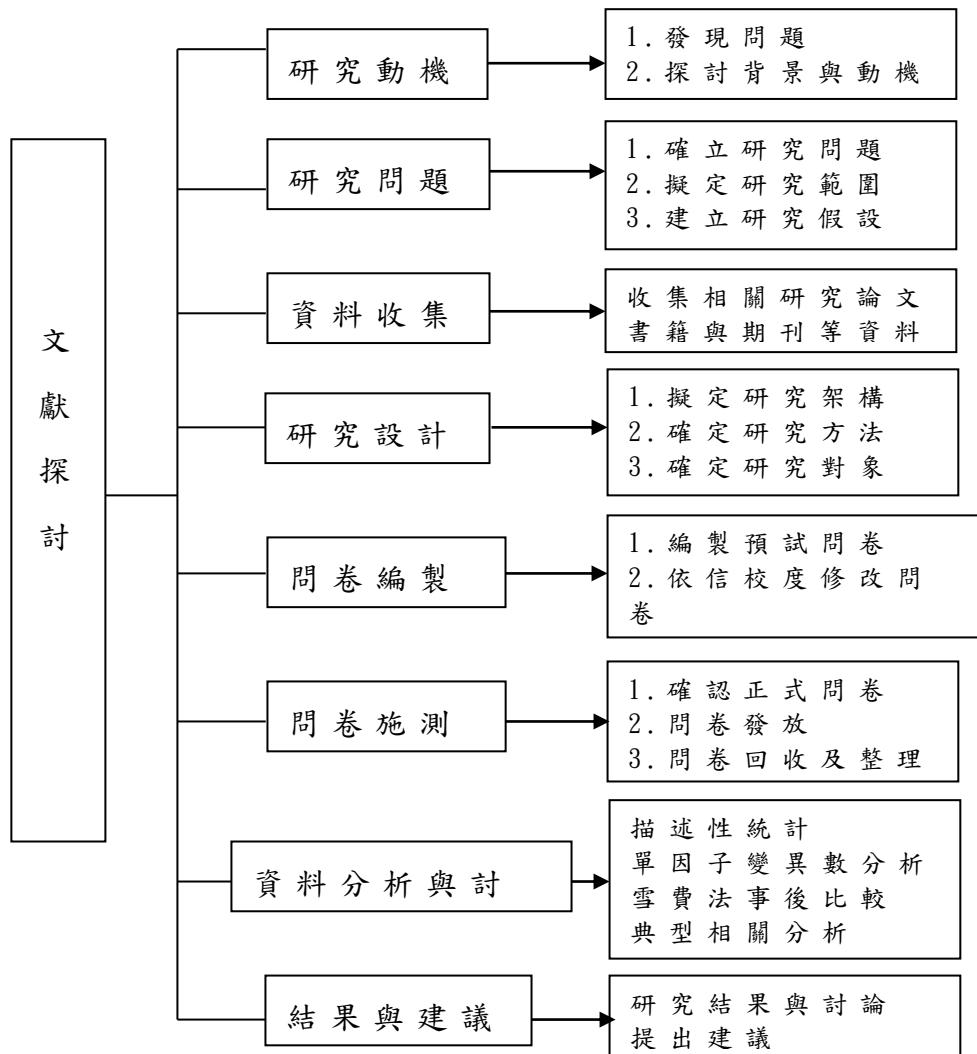 文獻探討
研究動機
1.發現問題
2.探討背景與動機
研究問題
1.確立研究問題
2.擬定研究範圍
3.建立研究假設
資料收集
收集相關研究論文
書籍與期刊等資料
研究設計
1.擬定研究架構
2.確定研究方法
3.確定研究對象
問卷編製
1.編製預試問卷
2.依信校度修改問
卷
問卷施測
1.確認正式問卷
2.問卷發放
3.問卷回收及整理
資料分析與討
描述性統計
單因子變異數分析
雪費法事後比較
典型相關分析
結果與建議
研究結果與討論
提出建議